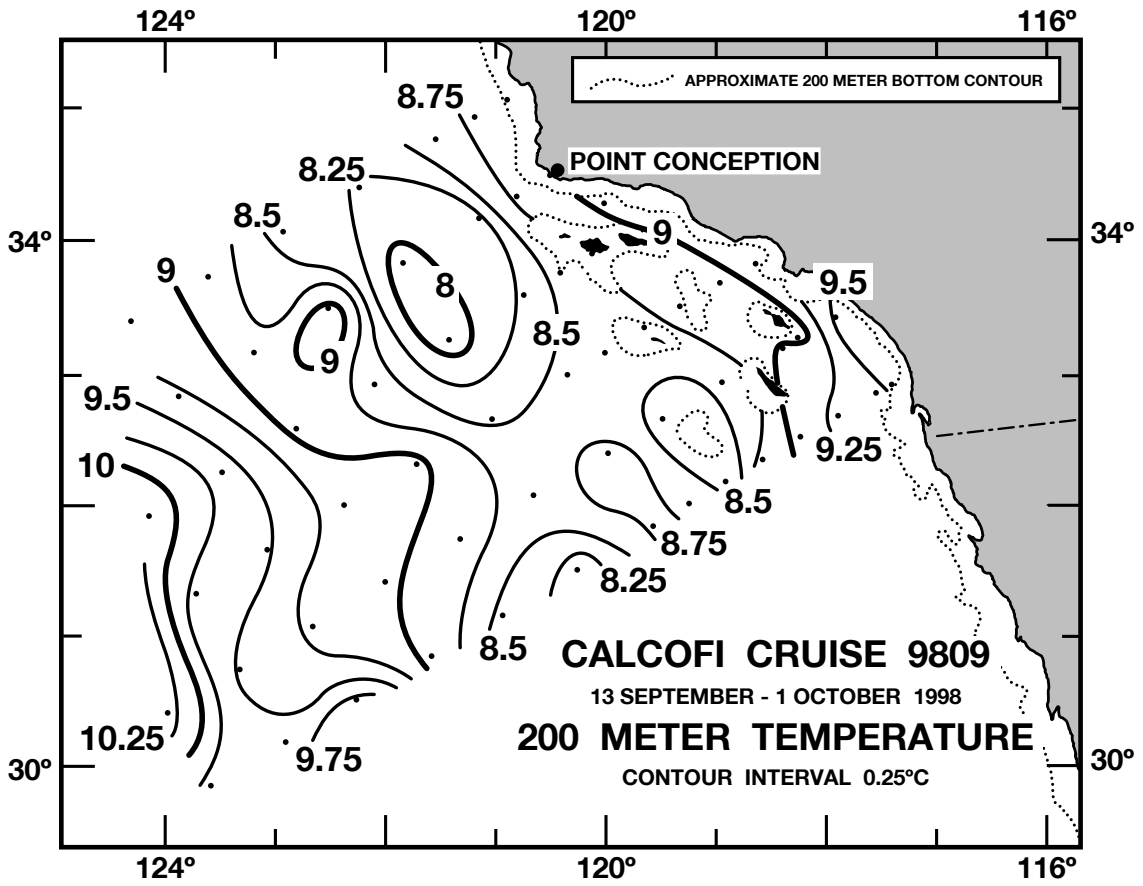 124º 120º 116º
APPROXIMATE 200 METER BOTTOM CONTOUR
8.75
POINT CONCEPTION
8.25
8.5
34º 9 34º
9
8 9.5
8.5
9
9.5
9.25
10
8.5
8.75
8.25
8.5
CALCOFI CRUISE 9809
13 SEPTEMBER - 1 OCTOBER 1998
10.25 200 METER TEMPERATURE
9.75
30º CONTOUR INTERVAL 0.25ºC 30º
124º 120º 116º